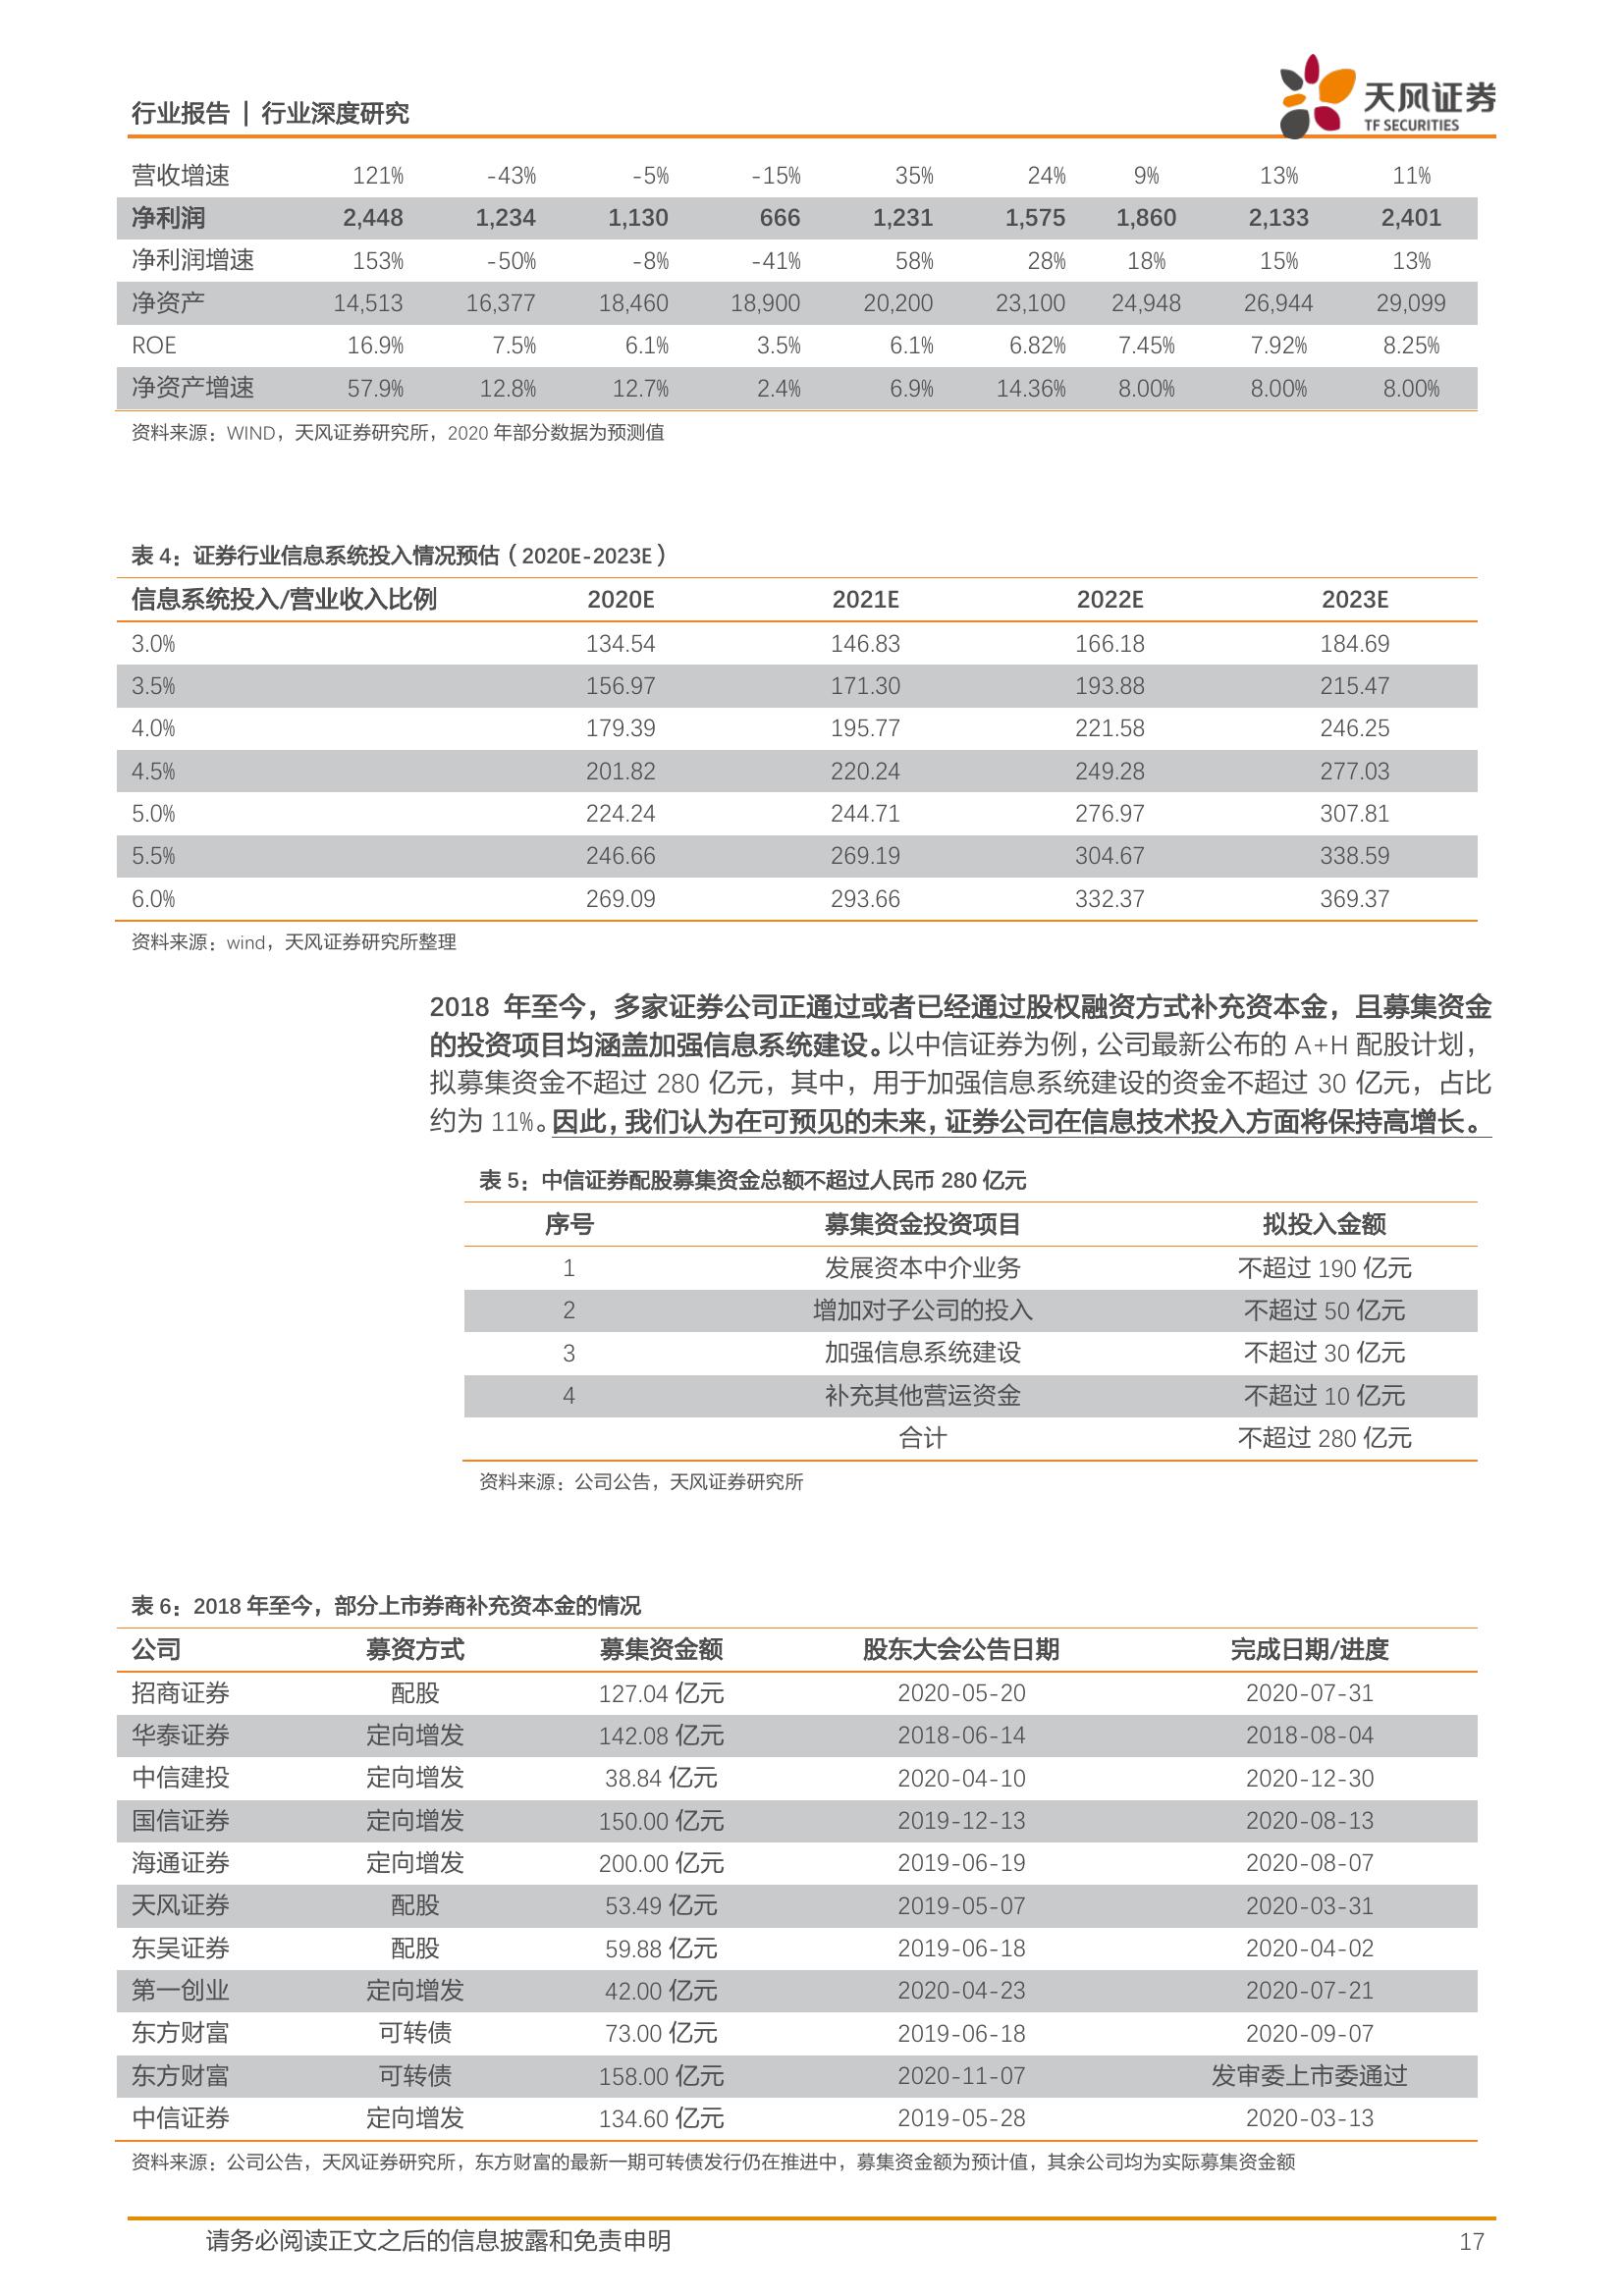 行业报告 | 行业深度研究
天风证券
TF SECURITIES
营收增速 121% -43% -5% -15% 35% 24% 9% 13% 11%
净利润 2,448 1,234 1,130 666 1,231 1,575 1,860 2,133 2,401
净利润增速 153% -50% -8% -41% 58% 28% 18% 15% 13%
净资产 14,513 16,377 18,460 18,900 20,200 23,100 24,948 26,944 29,099
ROE 16.9% 7.5% 6.1% 3.5% 6.1% 6.82% 7.45% 7.92% 8.25%
净资产增速 57.9% 12.8% 12.7% 2.4% 6.9% 14.36% 8.00% 8.00% 8.00%
资料来源：WIND，天风证券研究所，2020 年部分数据为预测值
表 4：证券行业信息系统投入情况预估（2020E-2023E）
信息系统投入/营业收入比例 2020E 2021E 2022E 2023E
3.0% 134.54 146.83 166.18 184.69
3.5% 156.97 171.30 193.88 215.47
4.0% 179.39 195.77 221.58 246.25
4.5% 201.82 220.24 249.28 277.03
5.0% 224.24 244.71 276.97 307.81
5.5% 246.66 269.19 304.67 338.59
6.0% 269.09 293.66 332.37 369.37
资料来源：wind，天风证券研究所整理
2018 年至今，多家证券公司正通过或者已经通过股权融资方式补充资本金，且募集资金
的投资项目均涵盖加强信息系统建设。以中信证券为例，公司最新公布的 A+H 配股计划，
拟募集资金不超过 280 亿元，其中，用于加强信息系统建设的资金不超过 30 亿元，占比
约为 11%。因此，我们认为在可预见的未来，证券公司在信息技术投入方面将保持高增长。
表 5：中信证券配股募集资金总额不超过人民币 280 亿元
序号 募集资金投资项目 拟投入金额
1 发展资本中介业务 不超过 190 亿元
2 增加对子公司的投入 不超过 50 亿元
3 加强信息系统建设 不超过 30 亿元
4 补充其他营运资金 不超过 10 亿元
合计 不超过 280 亿元
资料来源：公司公告，天风证券研究所
表 6：2018 年至今，部分上市券商补充资本金的情况
公司 募资方式 募集资金额 股东大会公告日期 完成日期/进度
招商证券 配股 127.04 亿元 2020-05-20 2020-07-31
华泰证券 定向增发 142.08 亿元 2018-06-14 2018-08-04
中信建投 定向增发 38.84 亿元 2020-04-10 2020-12-30
国信证券 定向增发 150.00 亿元 2019-12-13 2020-08-13
海通证券 定向增发 200.00 亿元 2019-06-19 2020-08-07
天风证券 配股 53.49 亿元 2019-05-07 2020-03-31
东吴证券 配股 59.88 亿元 2019-06-18 2020-04-02
第一创业 定向增发 42.00 亿元 2020-04-23 2020-07-21
东方财富 可转债 73.00 亿元 2019-06-18 2020-09-07
东方财富 可转债 158.00 亿元 2020-11-07 发审委上市委通过
中信证券 定向增发 134.60 亿元 2019-05-28 2020-03-13
资料来源：公司公告，天风证券研究所，东方财富的最新一期可转债发行仍在推进中，募集资金额为预计值，其余公司均为实际募集资金额
请务必阅读正文之后的信息披露和免责申明 17